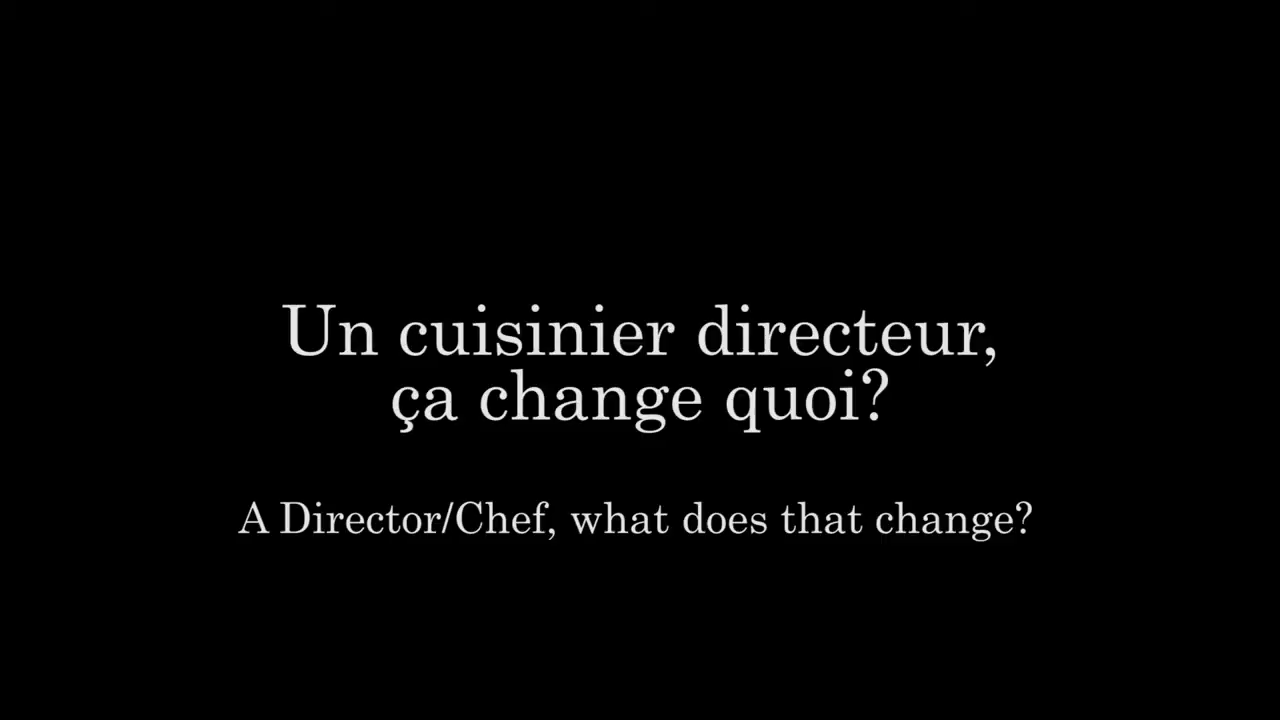 Un cuisinier directeur,
ça change quoi?
A Director/Chef, what does that change?